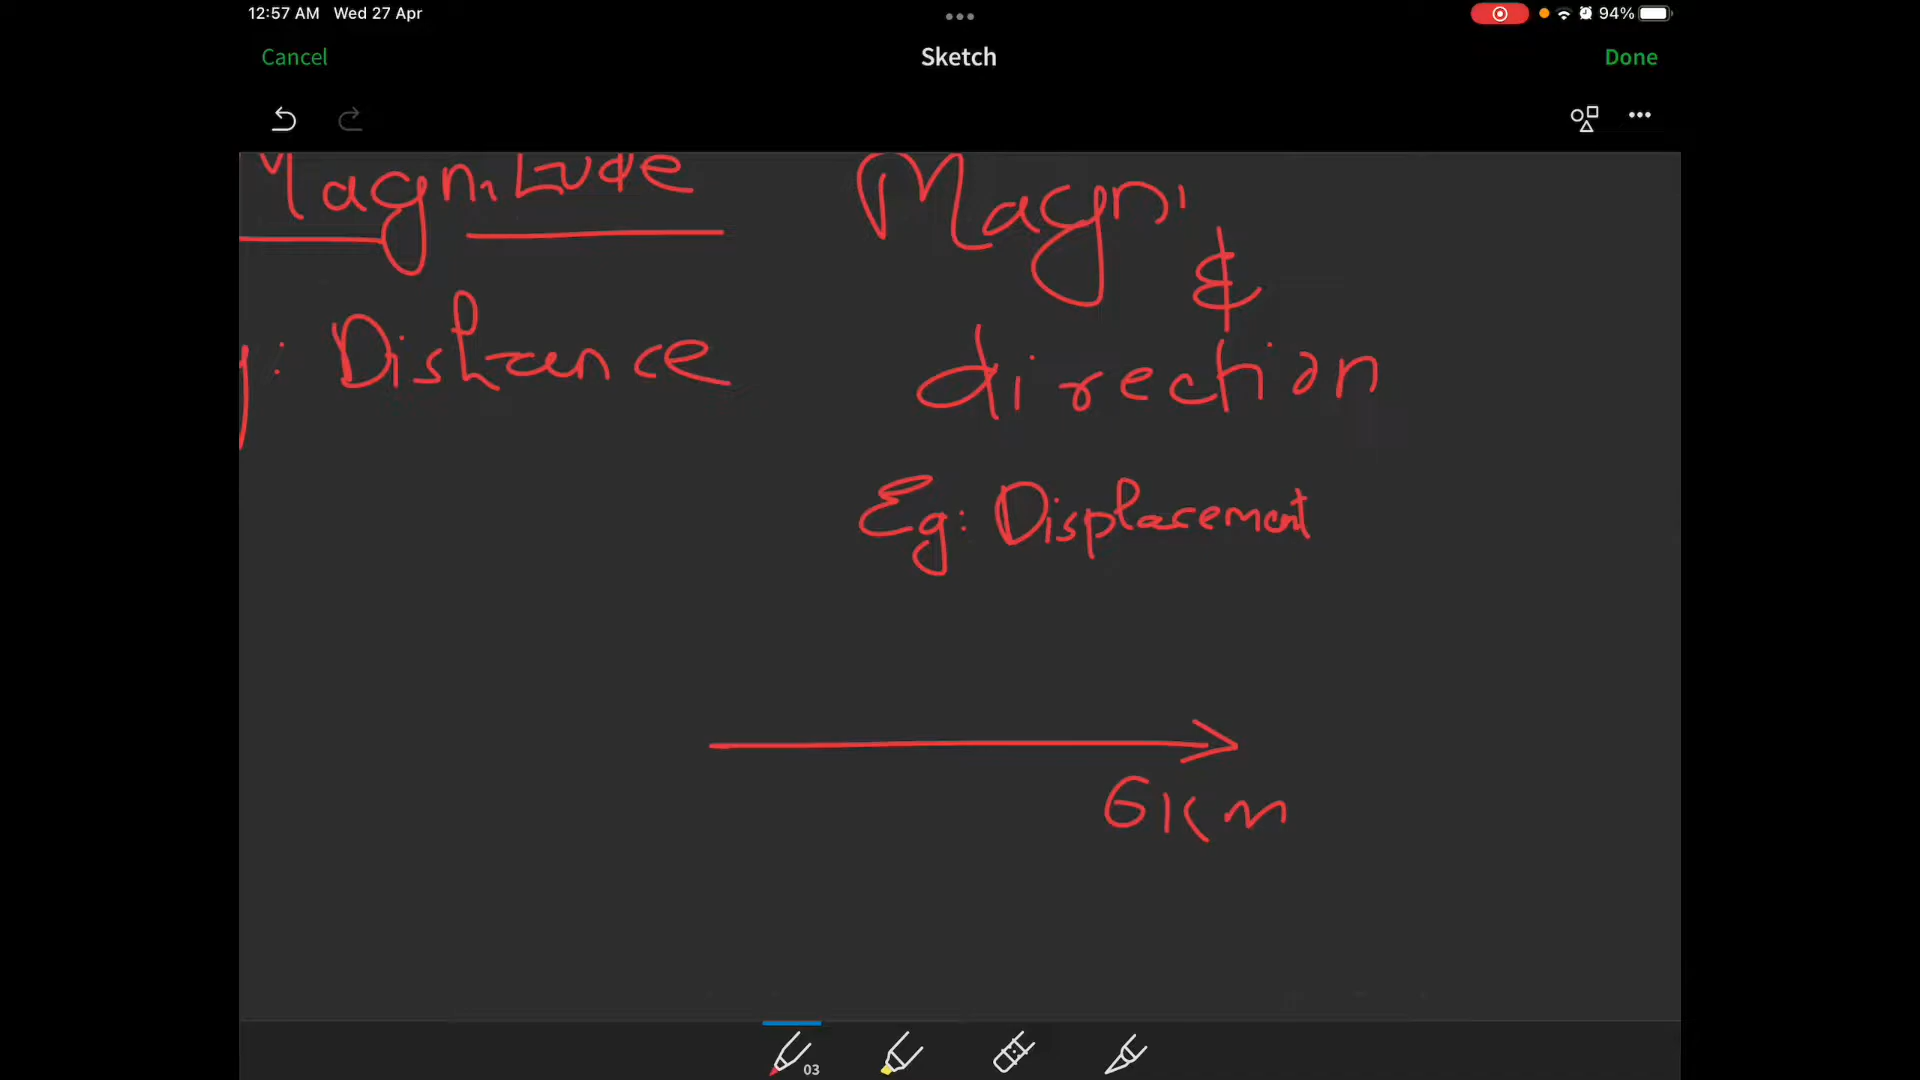 12:57 AM Wed 27 Apr
94%
Cancel
Sketch
Done
Magnitude
Magni
&
direction
g: Distance
Eg: Displacement
6Km
03